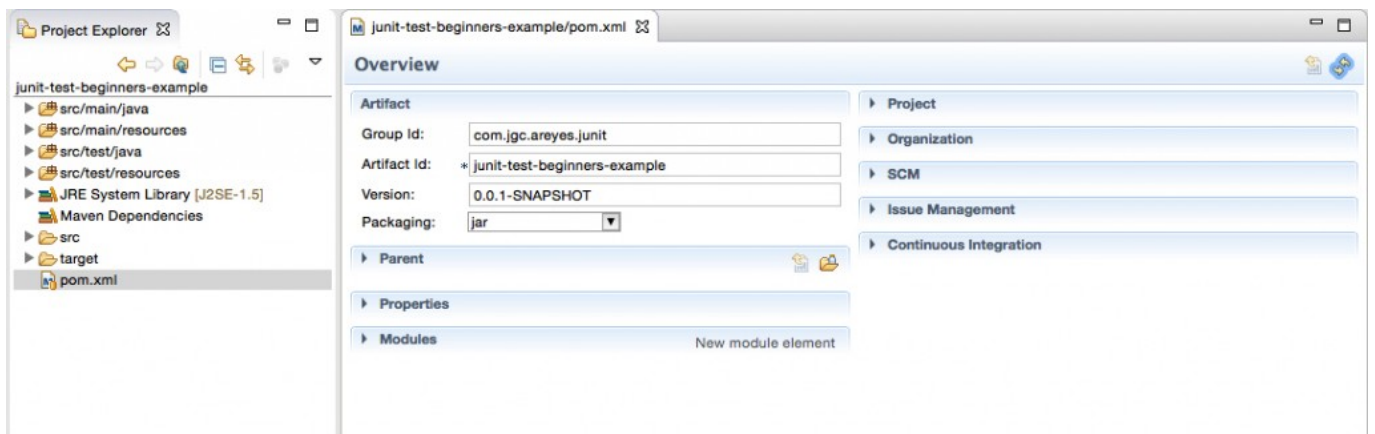 Project Explorer
junit-test-beginners-example
src/main/java
src/main/resources
src/test/java
src/test/resources
JRE System Library [J2SE-1.5]
Maven Dependencies
src
target
pom.xml
junit-test-beginners-example/pom.xml
Overview
Artifact
Group Id: com.jgc.areyes.junit
Artifact Id: * junit-test-beginners-example
Version: 0.0.1-SNAPSHOT
Packaging: jar
Parent
Properties
Modules New module element
Project
Organization
SCM
Issue Management
Continuous Integration